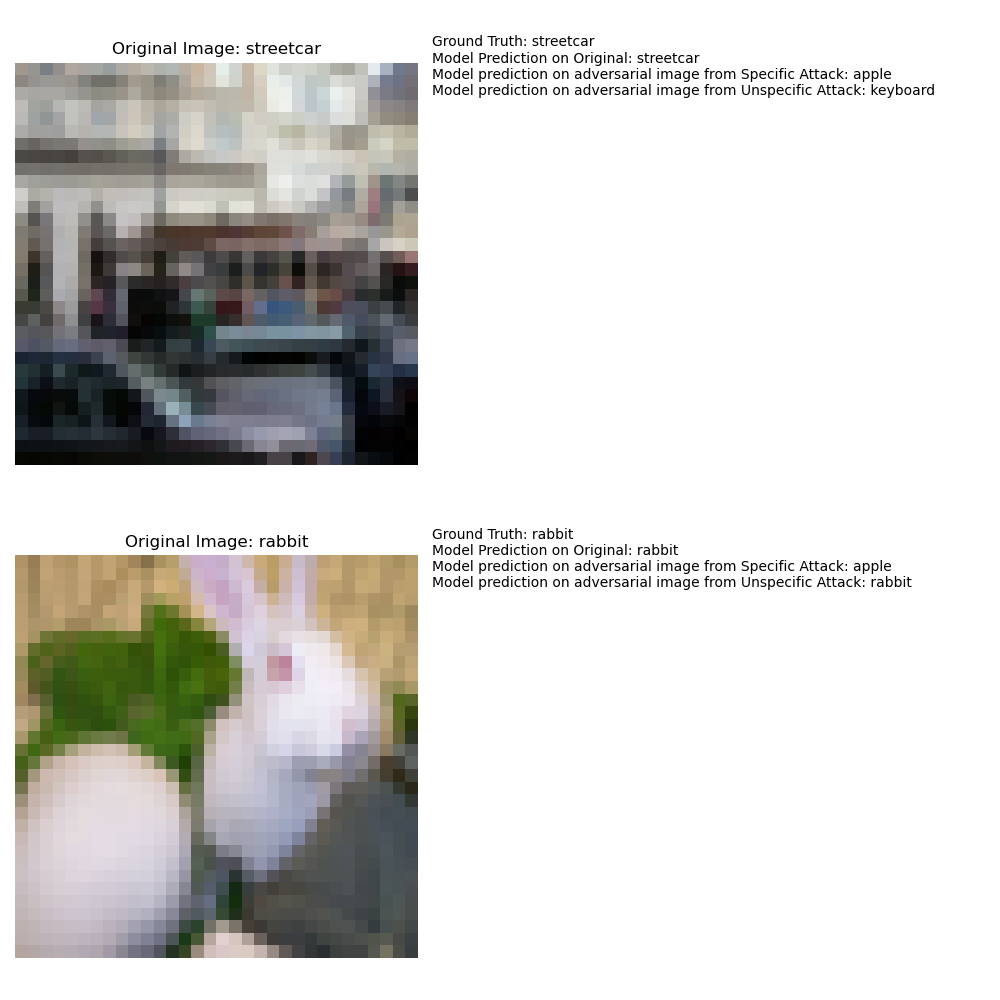 Original Image: streetcar
Ground Truth: streetcar
Model Prediction on Original: streetcar
Model prediction on adversarial image from Specific Attack: apple
Model prediction on adversarial image from Unspecific Attack: keyboard
Original Image: rabbit
Ground Truth: rabbit
Model Prediction on Original: rabbit
Model prediction on adversarial image from Specific Attack: apple
Model prediction on adversarial image from Unspecific Attack: rabbit